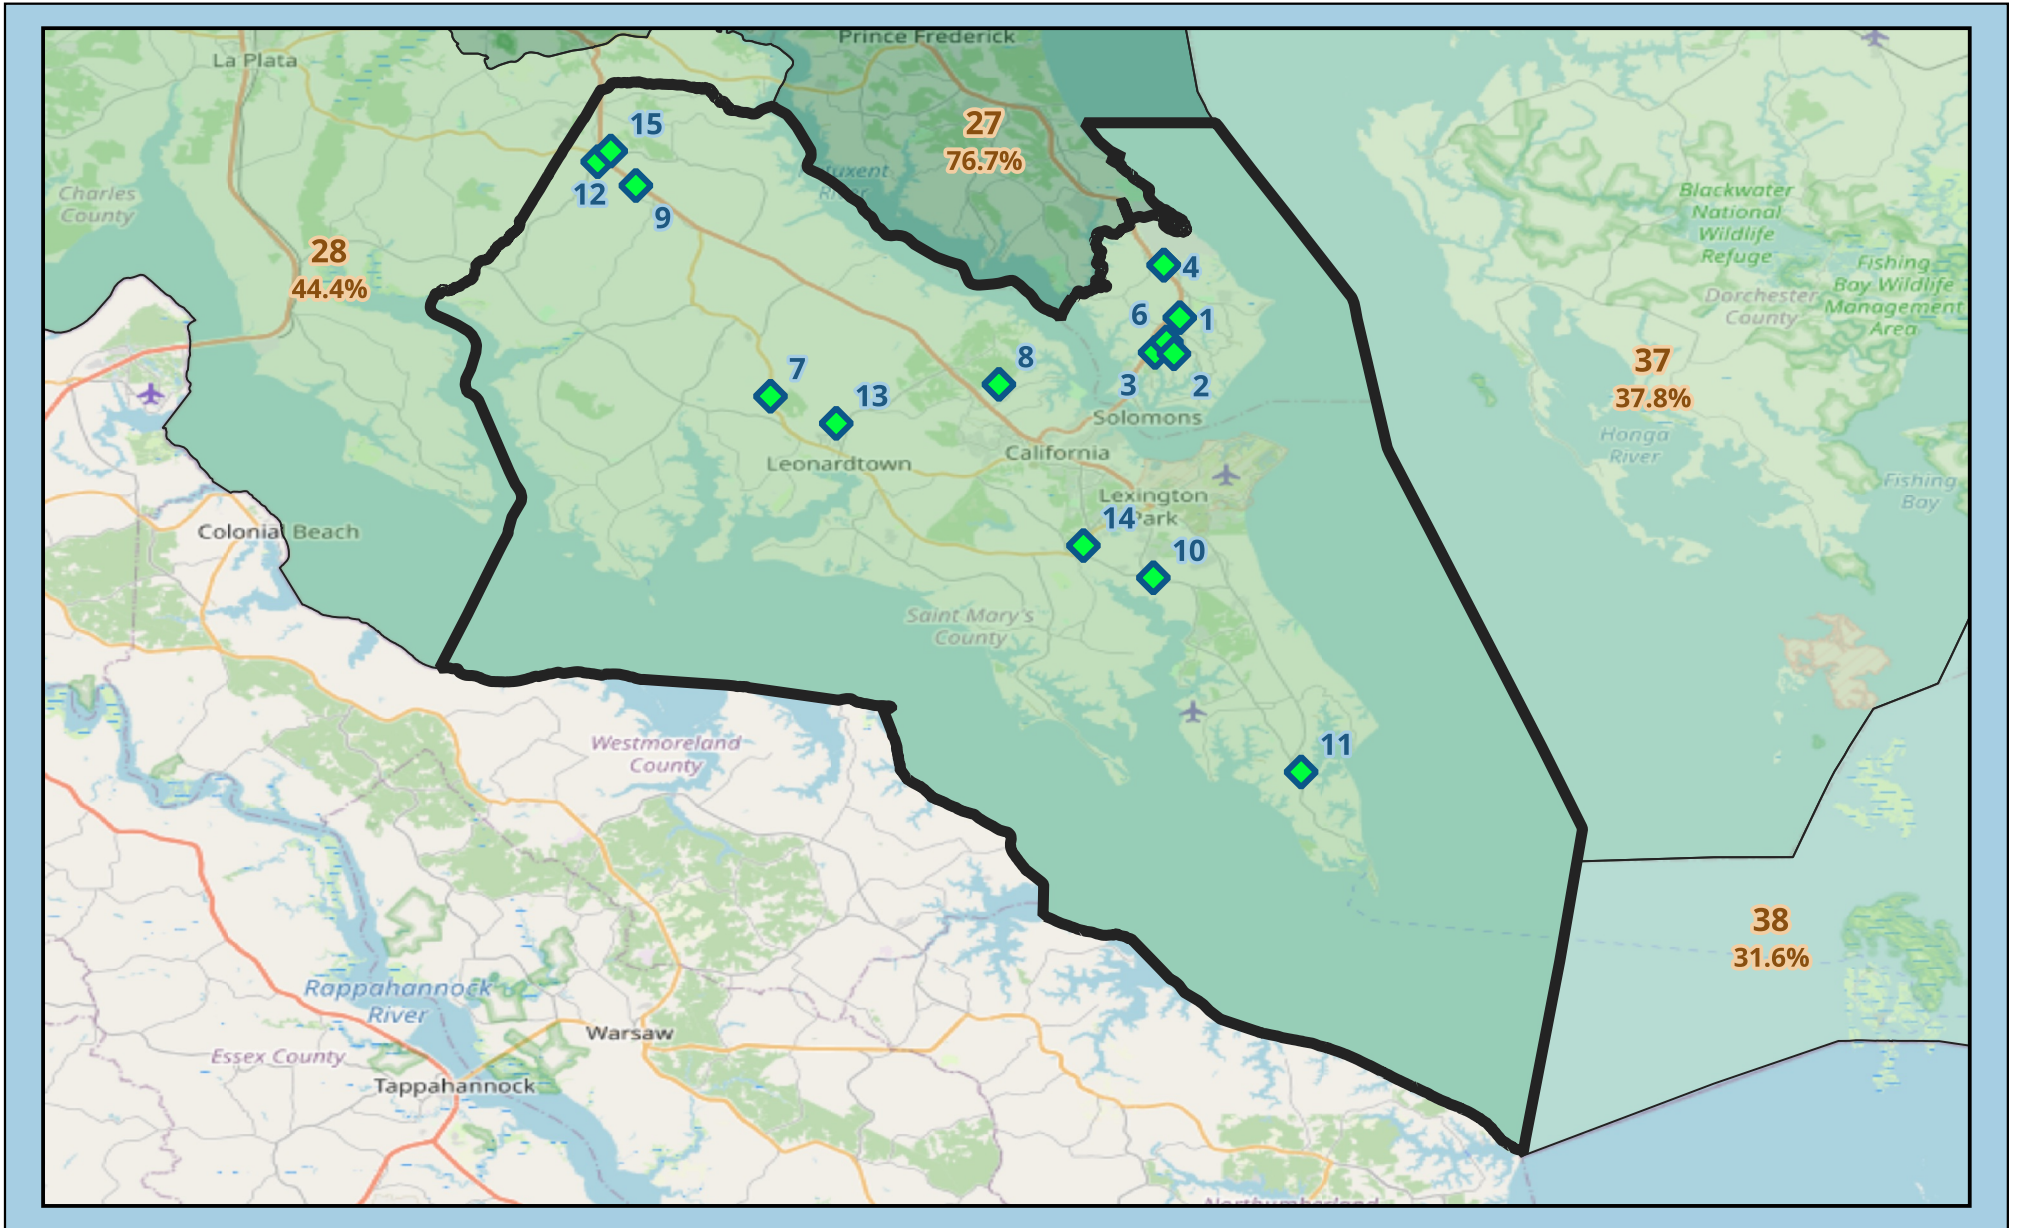 La Plata
Prince Frederick
15
27
76.7%
Patuxent
River
Charles
County
12
9
28
44.4%
4
6
1
3
2
Blackwater
National
Wildlife
Refuge
Fishing
Bay Wildlife
Management
Area
Dorchester
County
37
37.8%
Honga
River
Fishing
Bay
7
13
8
Solomons
Leonardtown
California
Lexington
Park
14
10
Colonial Beach
Saint Mary's
County
Westmoreland
County
11
38
31.6%
Rappahannock
River
Warsaw
Essex County
Tappahannock
Northumberland